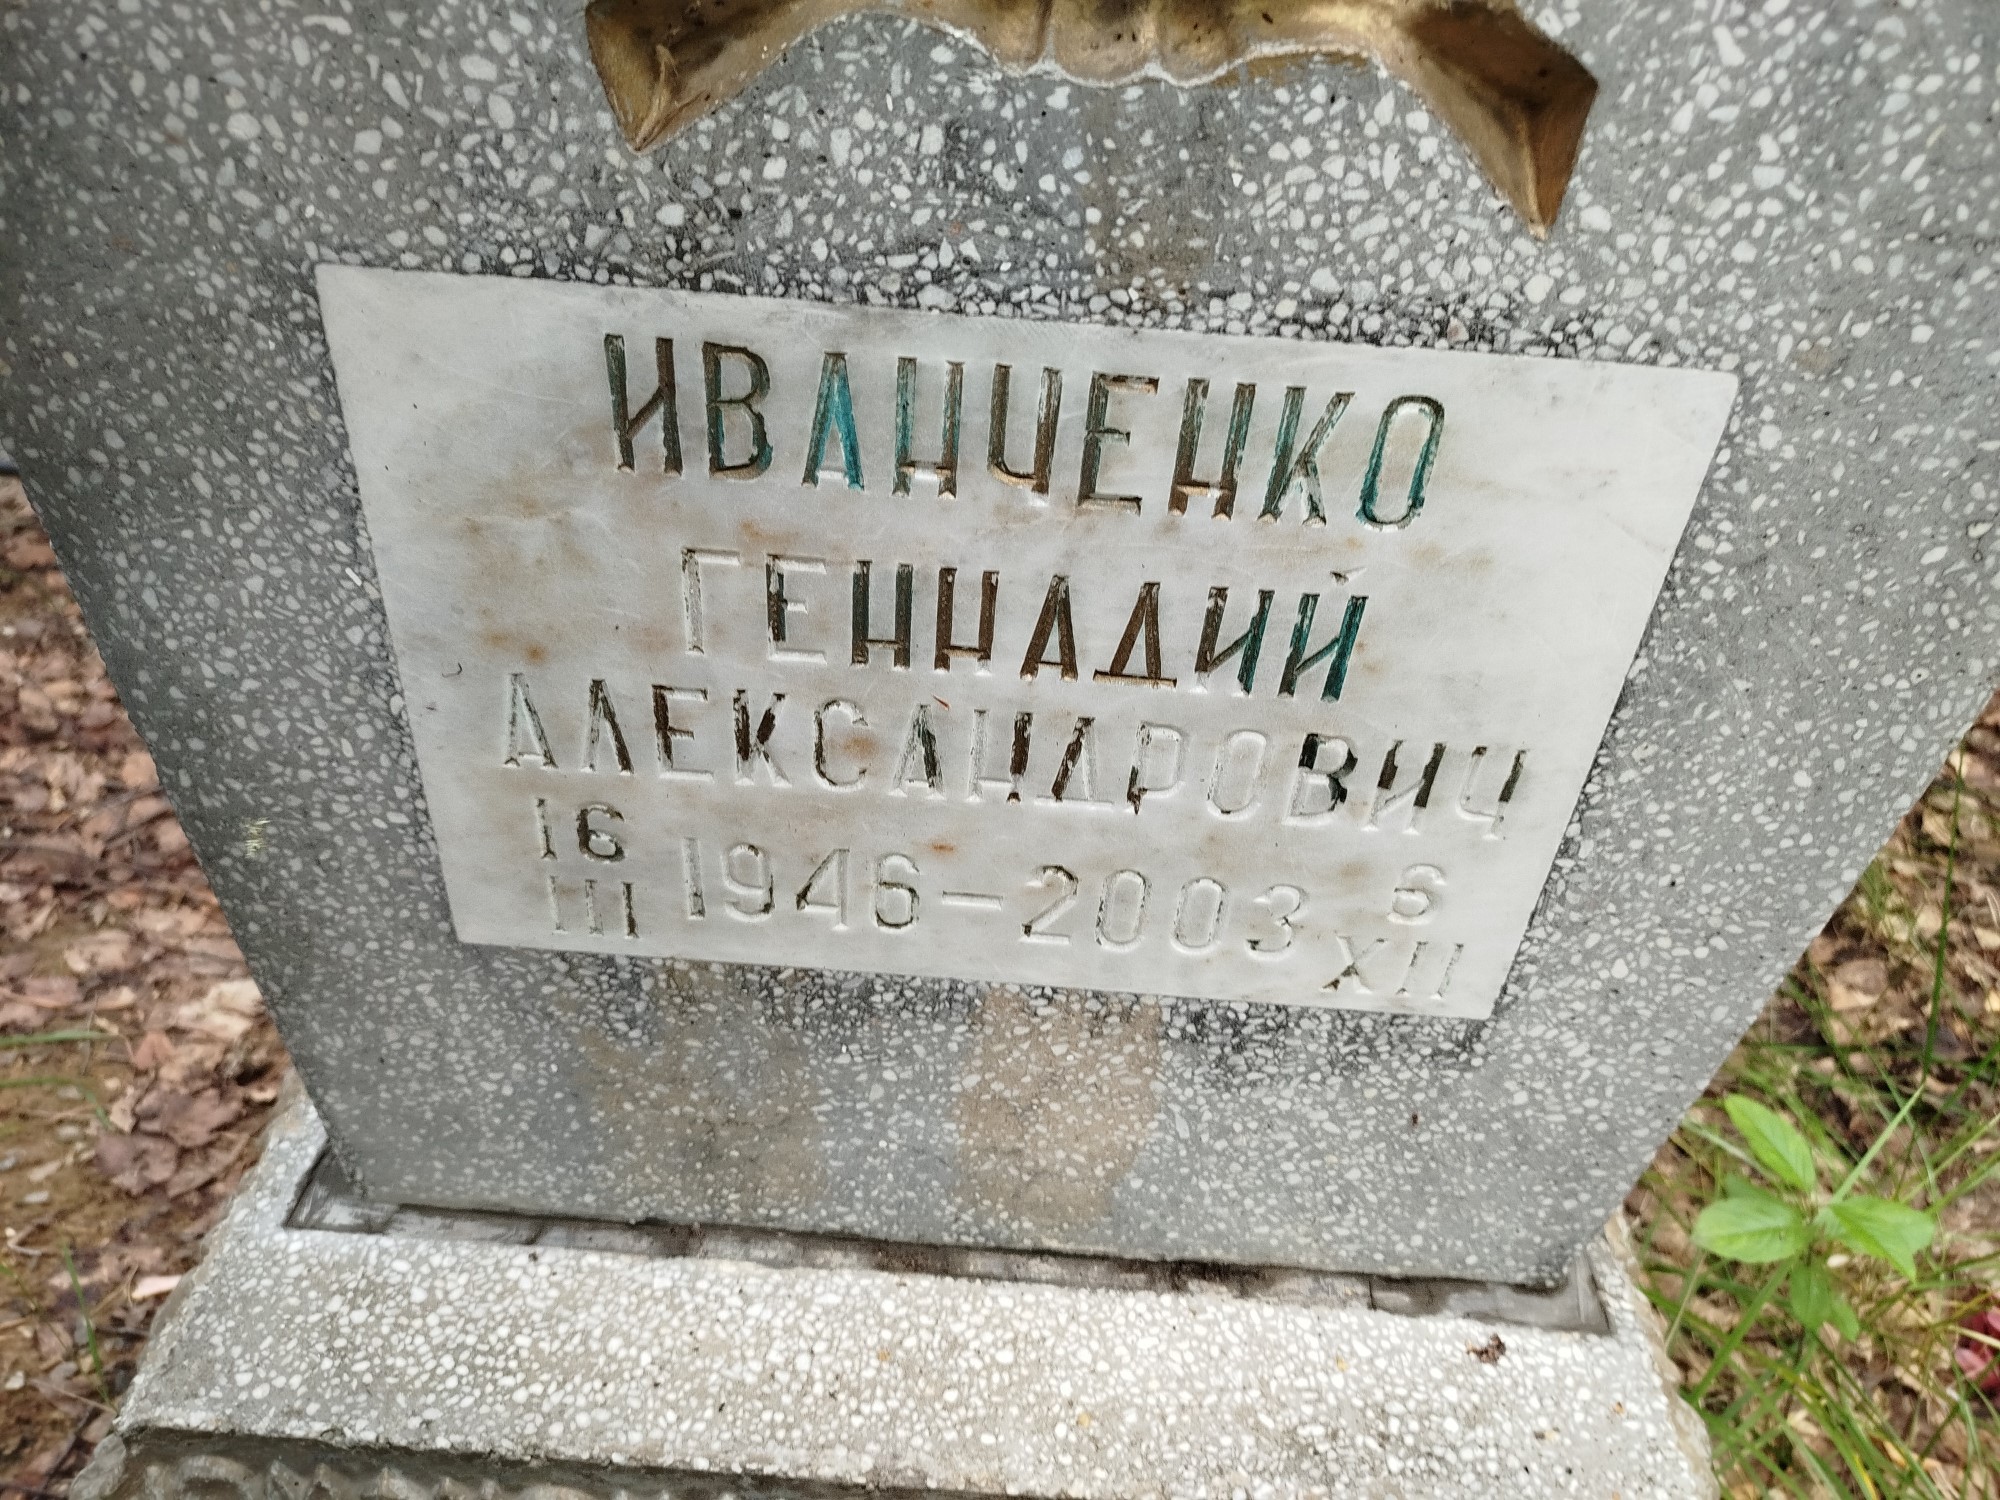 ИВАНЧЕНКО
ГЕННАДИЙ
АЛЕКСАНДРОВИЧ
16 III 1946 – 2003 6 XII